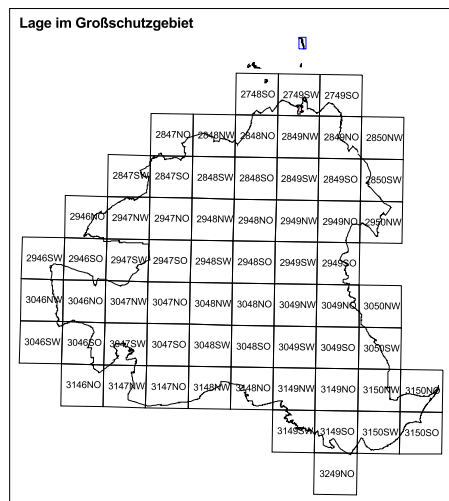 Lage im Großschutzgebiet
2748SO 2749SW 2749SO
2847NO 2848NW 2848NO 2849NW 2849NO 2850NW
2847SW 2847SO 2848SW 2848SO 2849SW 2849SO 2850SW
2946NO 2947NW 2947NO 2948NW 2948NO 2949NW 2949NO 2950NW
2946SW 2946SO 2947SW 2947SO 2948SW 2948SO 2949SW 2949SO
3046NW 3046NO 3047NW 3047NO 3048NW 3048NO 3049NW 3049NO 3050NW
3046SW 3046SO 3047SW 3047SO 3048SW 3048SO 3049SW 3049SO 3050SW
3146NO 3147NW 3147NO 3148NW 3148NO 3149NW 3149NO 3150NW 3150NO
3149SW 3149SO 3150SW 3150SO
3249NO